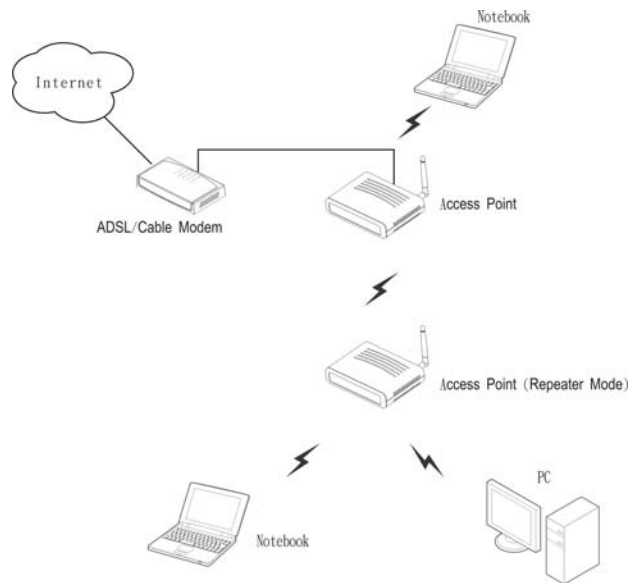 Notebook
Internet
Access Point
ADSL/Cable Modem
Access Point (Repeater Mode)
PC
Notebook